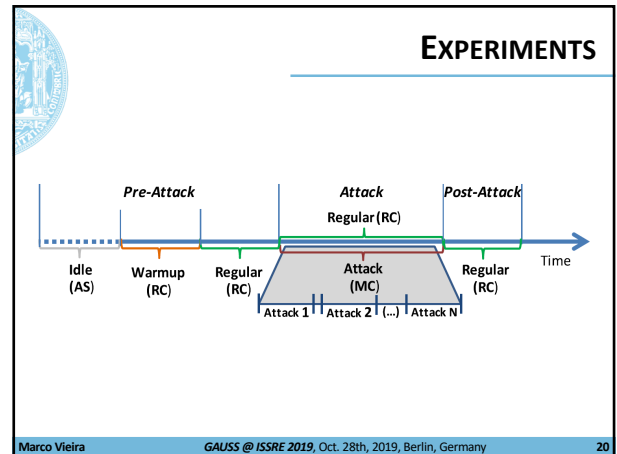 EXPERIMENTS
Pre-Attack Attack Post-Attack
Regular (RC)
Time
Idle
(AS)
Warmup
(RC)
Regular
(RC)
Attack
(MC)
Regular
(RC)
Attack 1 Attack 2 (...) Attack N
Marco Vieira GAUSS @ ISSRE 2019, Oct. 28th, 2019, Berlin, Germany 20